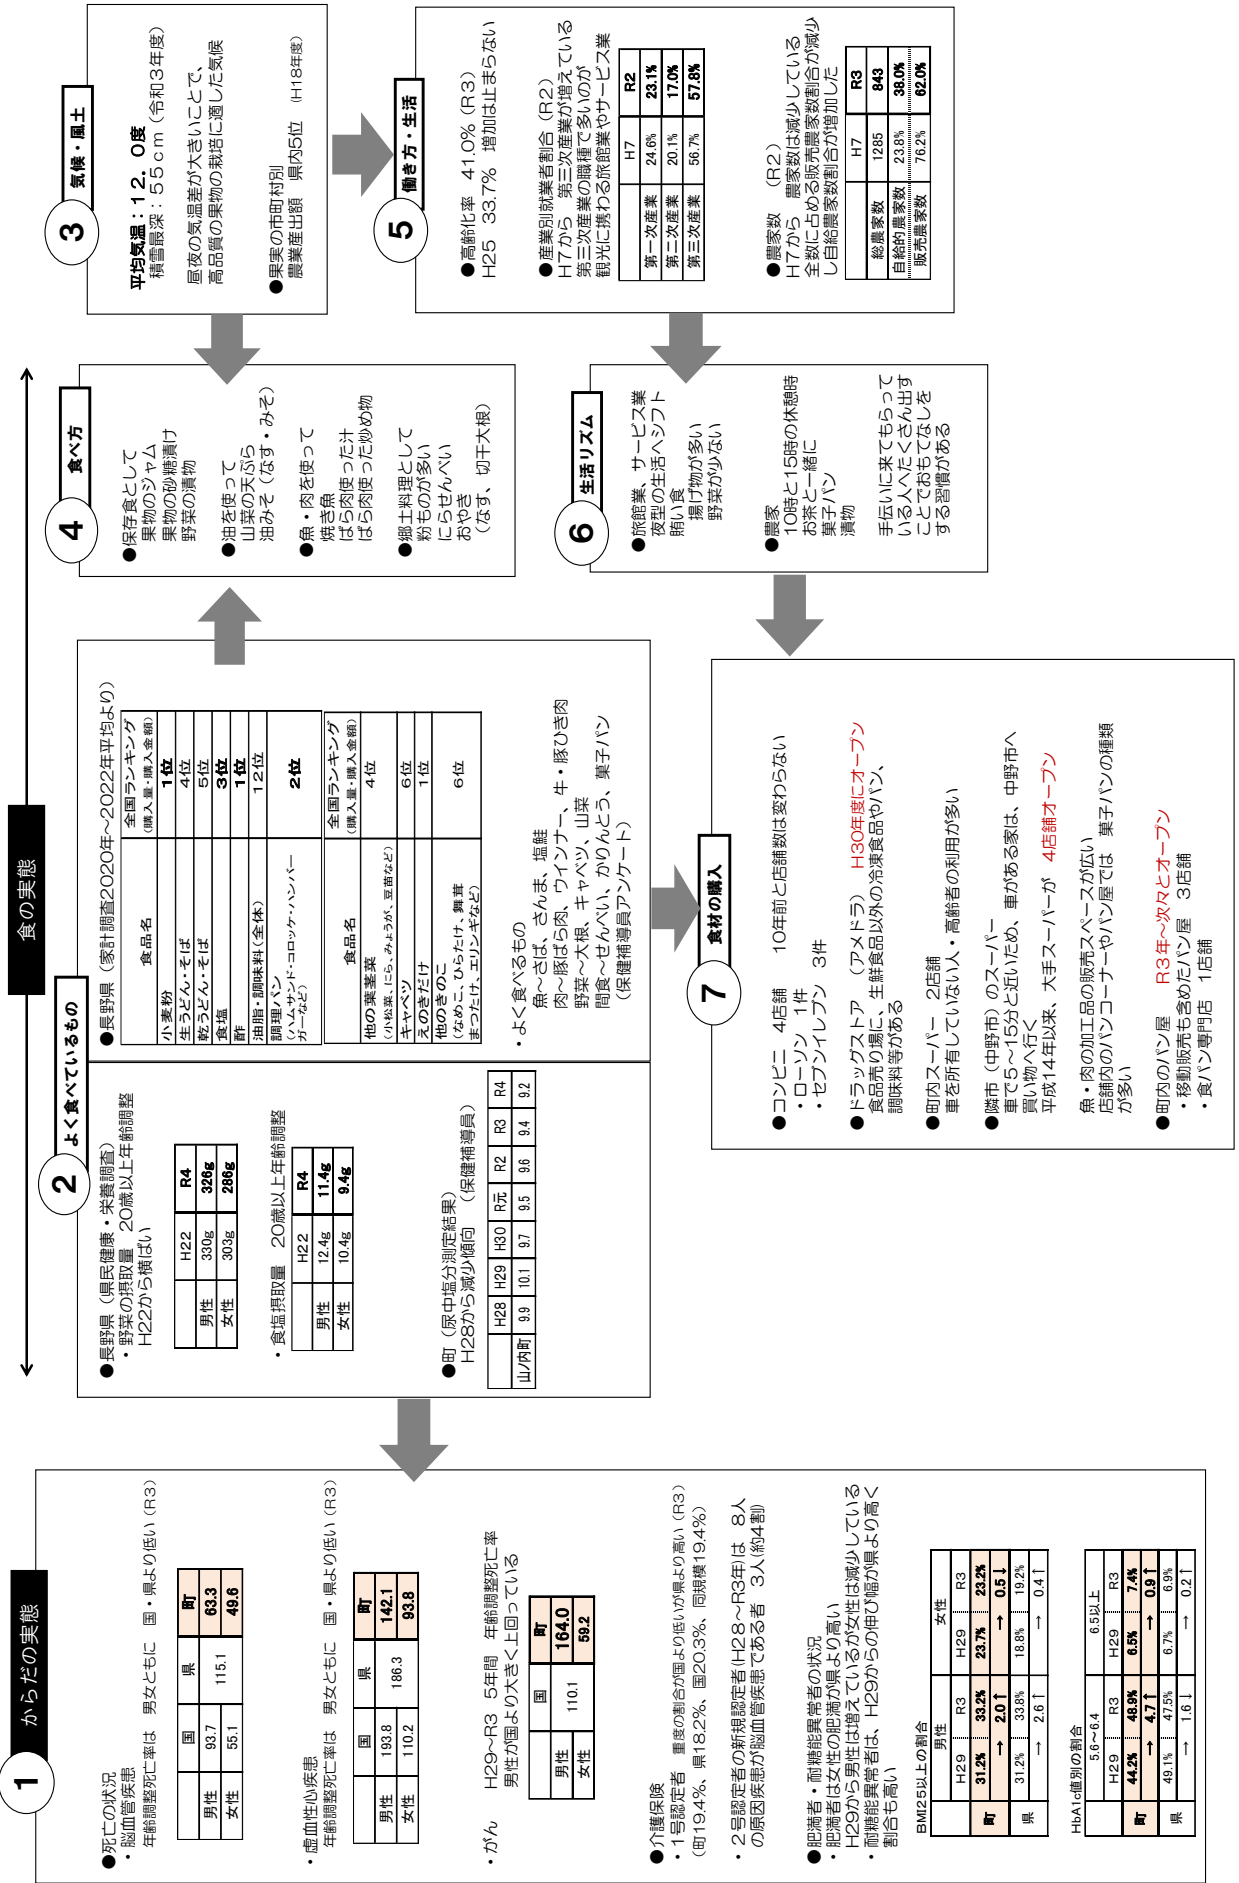 1 からだの実態
●死亡の状況
・脳血管疾患
年齢調整死亡率は 男女ともに 国・県より低い（R3）
国 県 町
男性 93.7 115.1 63.3
女性 55.1 49.6
・虚血性心疾患
年齢調整死亡率は 男女ともに 国・県より低い（R3）
国 県 町
男性 193.8 186.3 142.1
女性 110.2 93.8
・がん H29～R3 5年間 年齢調整死亡率
男性が国より大きく上回っている
国 町
男性 110.1 164.0
女性 59.2
●介護保険
・1号認定者 重度の割合が国より低いが県より高い（R3）
（町19.4%、県18.2%、国20.3%、同規模19.4%）
・2号認定者の新規認定者(H28～R3年)は 8人
の原因疾患が脳血管疾患である者 3人(約4割)
●肥満者・耐糖能異常者の状況
・肥満者は女性の肥満が県より高い
H29から男性は増えているが女性は減少している
・耐糖能異常者は、H29からの伸び幅が県より高く
割合も高い
BMI25以上の割合
男性 女性
H29 R3 H29 R3
町 31.2% 33.2% 23.7% 23.2%
→ 2.0↑ → 0.5↓
県 31.2% 33.8% 18.8% 19.2%
→ 2.6↑ → 0.4↑
HbA1c値別の割合
5.6～6.4 6.5以上
H29 R3 H29 R3
町 44.2% 48.9% 6.5% 7.4%
→ 4.7↑ → 0.9↑
県 49.1% 47.5% 6.7% 6.9%
→ 1.6↓ → 0.2↑
食の実態
2 よく食べているもの
●長野県（県民健康・栄養調査）
・野菜の摂取量 20歳以上年齢調整
H22から横ばい
H22 R4
男性 330g 326g
女性 303g 286g
・食塩摂取量 20歳以上年齢調整
H22 R4
男性 12.4g 11.4g
女性 10.4g 9.4g
●町（尿中塩分測定結果）
H28から減少傾向 （保健補導員）
H28 H29 H30 R元 R2 R3 R4
山ノ内町 9.9 10.1 9.7 9.5 9.6 9.4 9.2
●長野県（家計調査2020年～2022年平均より）
食品名 全国ランキング
（購入量・購入金額）
小麦粉 1位
生うどん・そば 4位
乾うどん・そば 5位
食塩 3位
酢 1位
油脂・調味料(全体) 12位
調理パン
（ハムサンド・コロッケ・ハンバー
ガーなど） 2位
食品名 全国ランキング
（購入量・購入金額）
他の葉茎菜
（小松菜、にら、みょうが、豆苗など） 4位
キャベツ 6位
えのきだけ 1位
他のきのこ
（なめこ、ひらたけ、舞茸
まつたけ、エリンギなど） 6位
・よく食べるもの
魚～さば、さんま、塩鮭
肉～豚ばら肉、ウインナー、牛・豚ひき肉
野菜～大根、キャベツ、山菜
間食～せんべい、かりんとう、菓子パン
（保健補導員アンケート）
3 気候・風土
平均気温：12．0度
積雪最深：55cm（令和3年度）
昼夜の気温差が大きいことで、
高品質の果物の栽培に適した気候
●果実の市町村別
農業産出額 県内5位 （H18年度）
4 食べ方
●保存食として
果物のジャム
果物の砂糖漬け
野菜の漬物
●油を使って
山菜の天ぷら
油みそ（なす・みそ）
●魚・肉を使って
焼き魚
ばら肉使った汁
ばら肉使った炒め物
●郷土料理として
粉ものが多い
にらせんべい
おやき
（なす、切干大根）
5 働き方・生活
●高齢化率 41.0%（R3）
H25 33.7% 増加は止まらない
●産業別就業者割合（R2）
H7から 第三次産業が増えている
第三次産業の職種で多いのが
観光に携わる旅館業やサービス業
H7 R2
第一次産業 24.6% 23.1%
第二次産業 20.1% 17.0%
第三次産業 56.7% 57.8%
●農家数 （R2）
H7から 農家数は減少している
全数に占める販売農家数割合が減少
し自給農家数割合が増加した
H7 R3
総農家数 1285 843
自給的農家数 23.8% 38.0%
販売農家数 76.2% 62.0%
6 生活リズム
●旅館業、サービス業
夜型の生活へシフト
賄い食
揚げ物が多い
野菜が少ない
●農家
10時と15時の休憩時
お茶と一緒に
菓子パン
漬物
手伝いに来てもらって
いる人へたくさん出す
ことでおもてなしを
する習慣がある
7 食材の購入
●コンビニ 4店舗 10年前と店舗数は変わらない
・ローソン 1件
・セブンイレブン 3件
●ドラッグストア （アメドラ） H30年度にオープン
食品売り場に、生鮮食品以外の冷凍食品やパン、
調味料等がある
●町内スーパー 2店舗
車を所有していない人・高齢者の利用が多い
●隣市（中野市）のスーパー
車で5～15分と近いため、車がある家は、中野市へ
買い物へ行く
平成14年以来、大手スーパーが 4店舗オープン
魚・肉の加工品の販売スペースが広い
店舗内のパンコーナーやパン屋では 菓子パンの種類
が多い
●町内のパン屋 R3年～次々とオープン
・移動販売も含めたパン屋 3店舗
・食パン専門店 1店舗